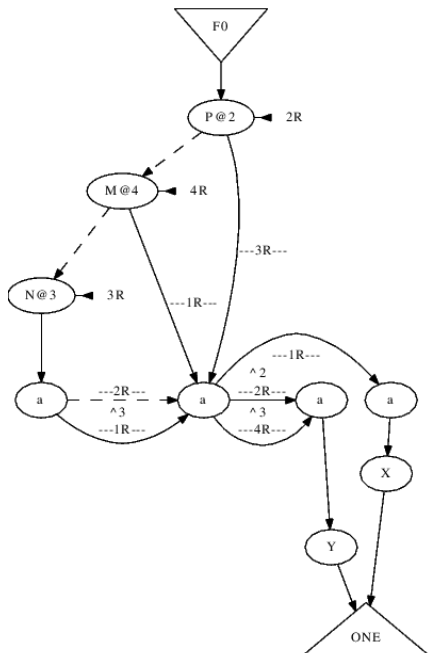 F0
P@2
2R
M@4
4R
---3R---
N@3
3R
---1R---
---1R---
^2
a
---2R---
^3
---1R---
a
---2R---
^3
---4R---
a
a
X
Y
ONE